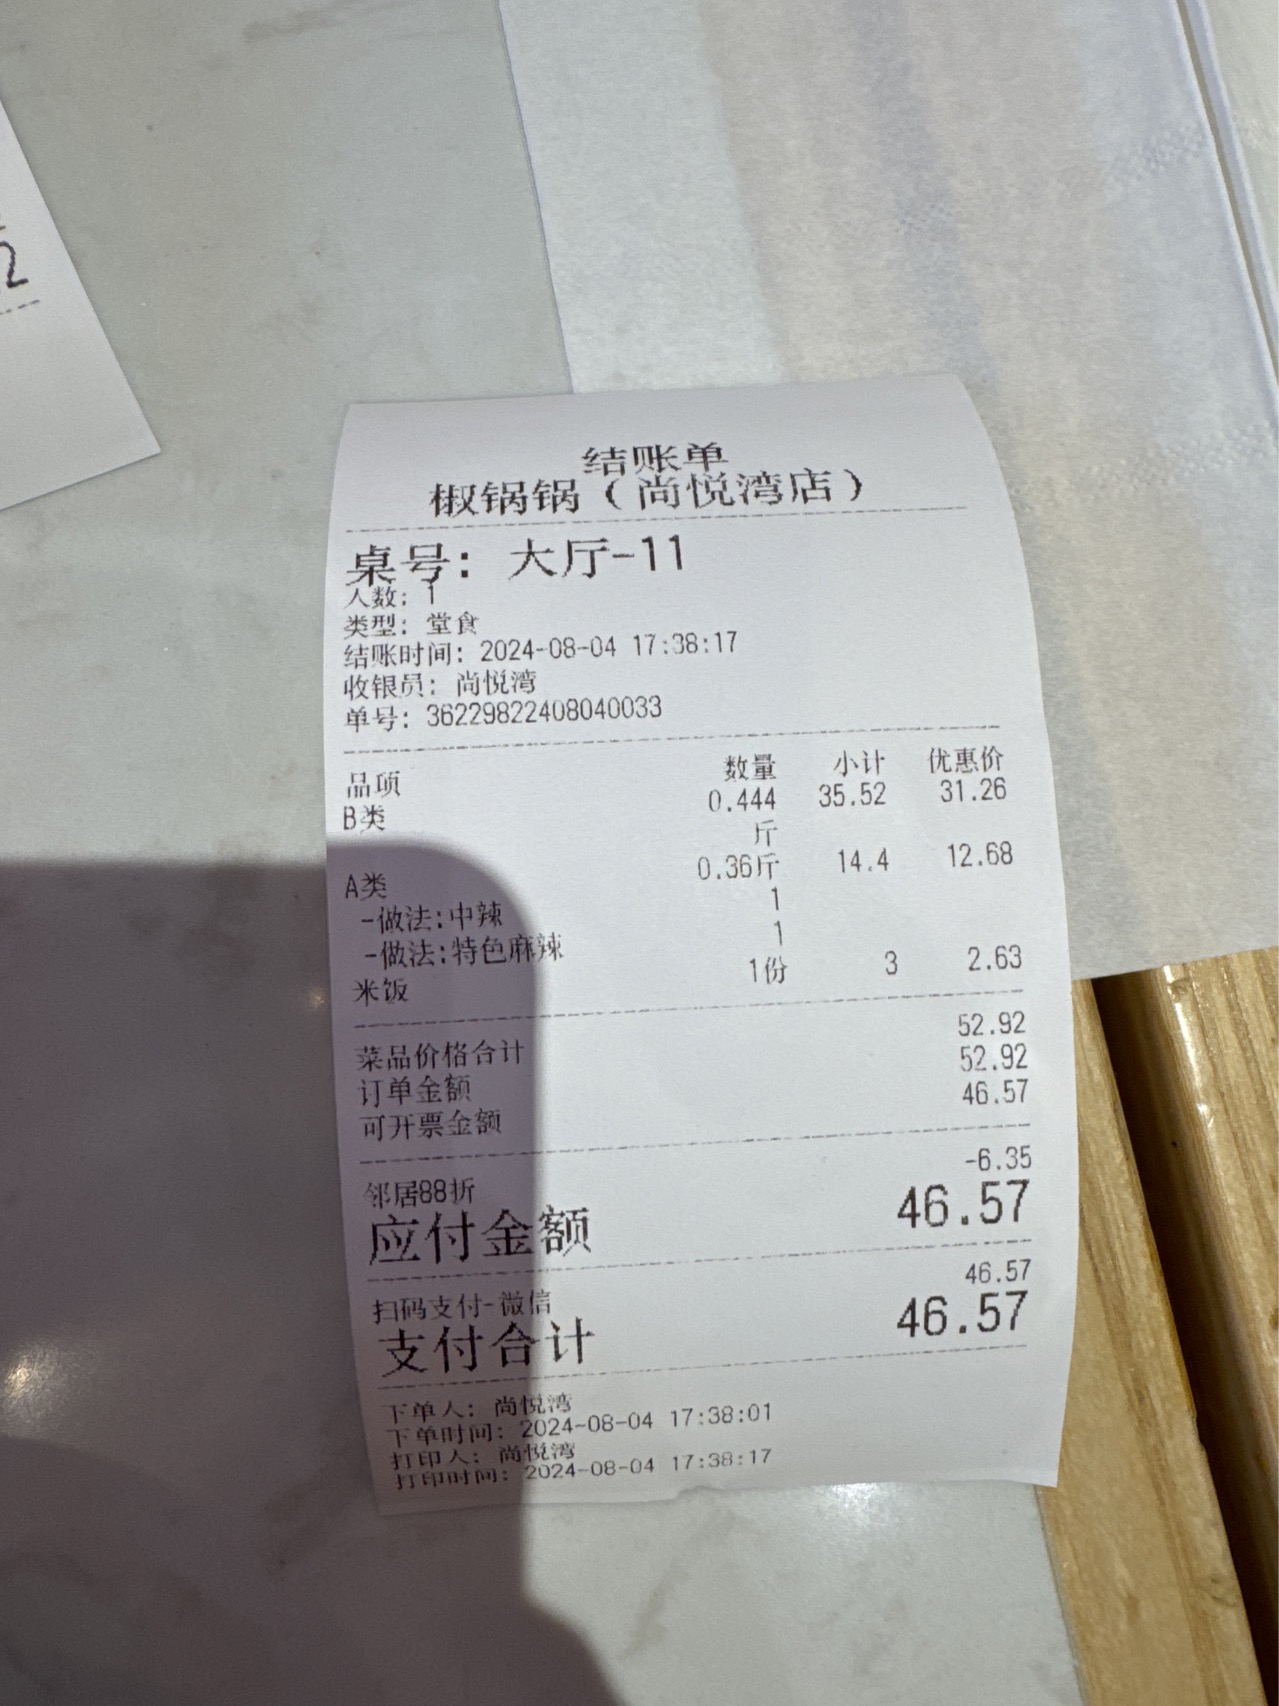 2
结账单
椒锅锅（尚悦湾店）
桌号：大厅-11
人数：1
类型：堂食
结账时间：2024-08-04 17:38:17
收银员：尚悦湾
单号：36229822408040033
品项 数量 小计 优惠价
B类 0.444斤 35.52 31.26
A类 0.36斤 14.4 12.68
-做法:中辣 1
-做法:特色麻辣 1
米饭 1份 3 2.63
菜品价格合计 52.92
订单金额 52.92
可开票金额 46.57
邻居88折 -6.35
应付金额 46.57
扫码支付-微信 46.57
支付合计 46.57
下单人：尚悦湾
下单时间：2024-08-04 17:38:01
打印人：尚悦湾
打印时间：2024-08-04 17:38:17